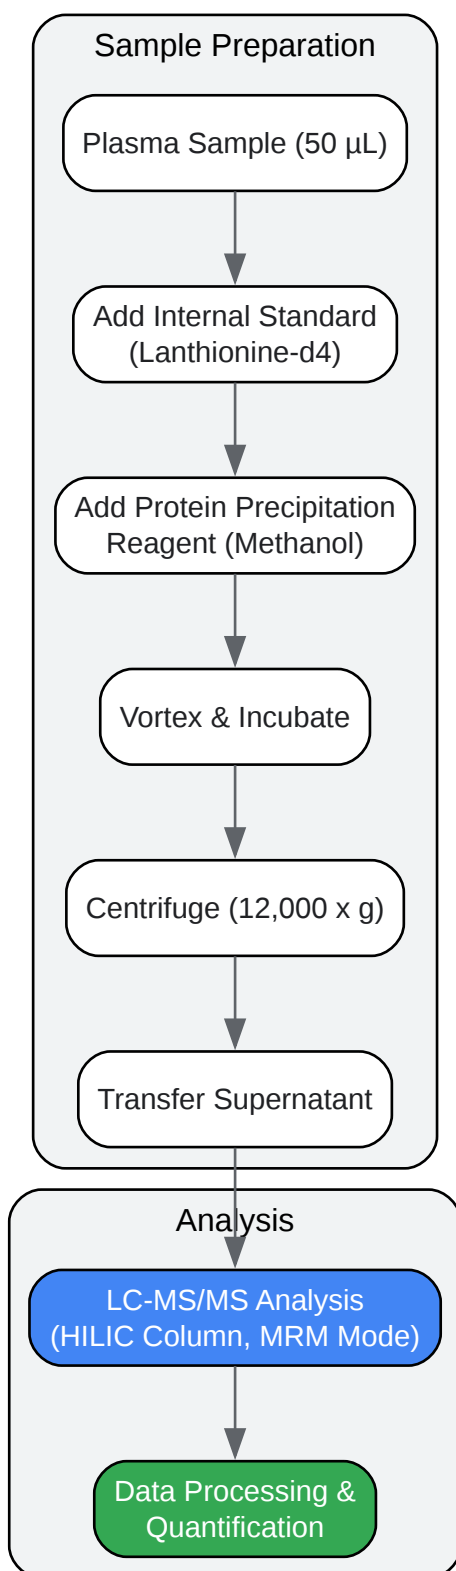 Sample Preparation
Plasma Sample (50 µL)
Add Internal Standard
(Lanthionine-d4)
Add Protein Precipitation
Reagent (Methanol)
Vortex & Incubate
Centrifuge (12,000 x g)
Transfer Supernatant
Analysis
LC-MS/MS Analysis
(HILIC Column, MRM Mode)
Data Processing &
Quantification